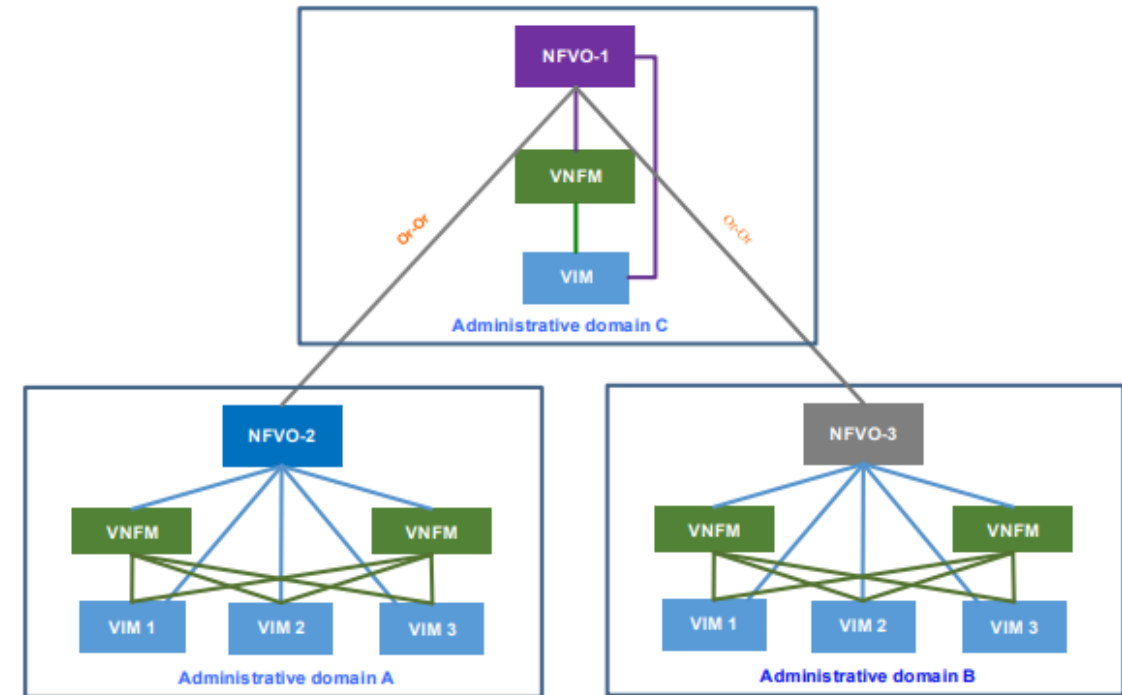 NFVO-1
VNFM
Or-Or
Or-Or
VIM
Administrative domain C
NFVO-2
VNFM
VNFM
VIM 1
VIM 2
VIM 3
Administrative domain A
NFVO-3
VNFM
VNFM
VIM 1
VIM 2
VIM 3
Administrative domain B